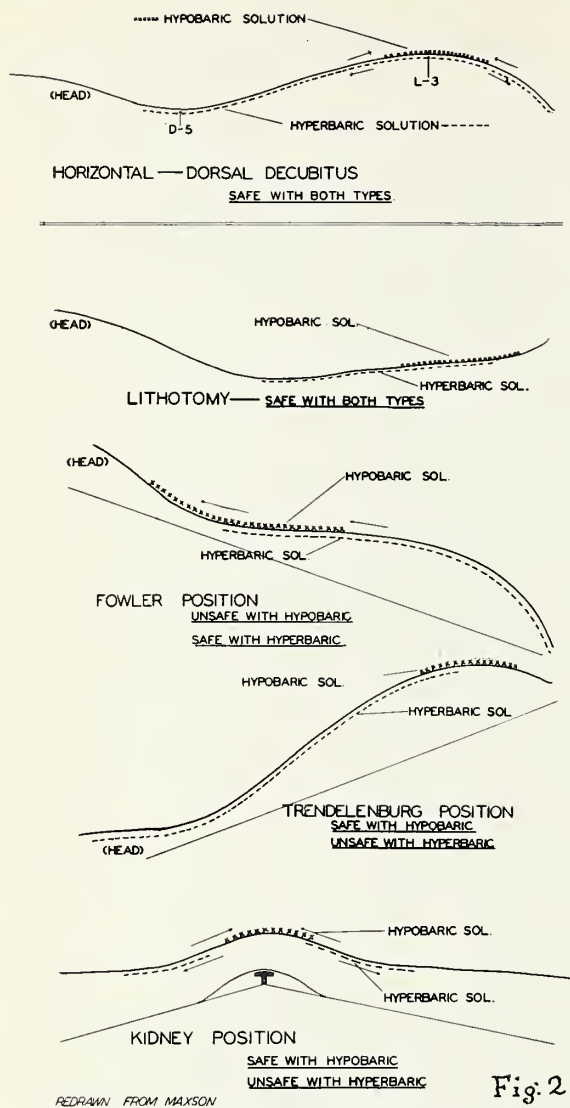 HYPOBARIC SOLUTION
(HEAD)
L-3
D-5
HYPERBARIC SOLUTION
HORIZONTAL — DORSAL DECUBITUS
SAFE WITH BOTH TYPES.
(HEAD)
HYPOBARIC SOL.
HYPERBARIC SOL.
LITHOTOMY — SAFE WITH BOTH TYPES
(HEAD)
HYPOBARIC SOL.
HYPERBARIC SOL.
FOWLER POSITION
UNSAFE WITH HYPOBARIC
SAFE WITH HYPERBARIC
HYPOBARIC SOL.
HYPERBARIC SOL
TRENDELENBURG POSITION
SAFE WITH HYPOBARIC
UNSAFE WITH HYPERBARIC
(HEAD)
HYPOBARIC SOL.
HYPERBARIC SOL.
KIDNEY POSITION
SAFE WITH HYPOBARIC
UNSAFE WITH HYPERBARIC
Fig. 2
REDRAWN FROM MAXSON